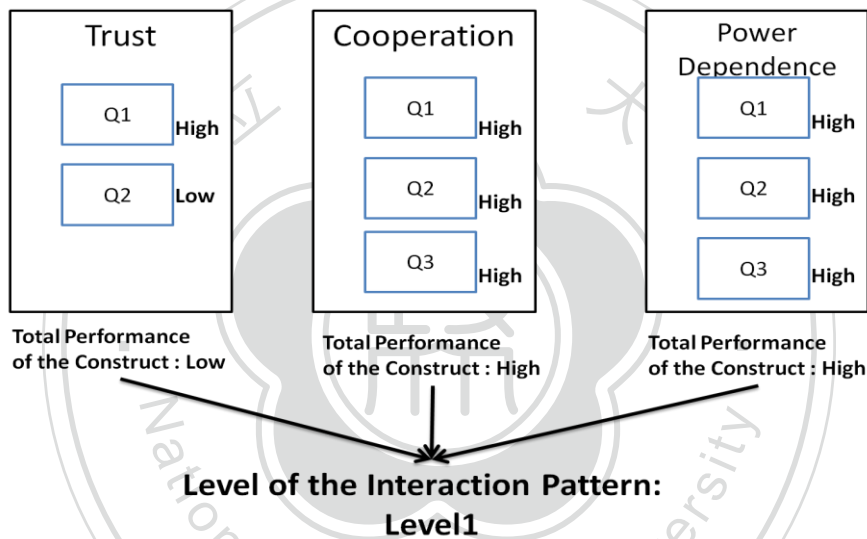 Trust
Q1
High
Q2
Low
Total Performance
of the Construct : Low
Cooperation
Q1
High
Q2
High
Q3
High
Total Performance
of the Construct : High
Power
Dependence
Q1
High
Q2
High
Q3
High
Total Performance
of the Construct : High
Level of the Interaction Pattern:
Level1
立
大